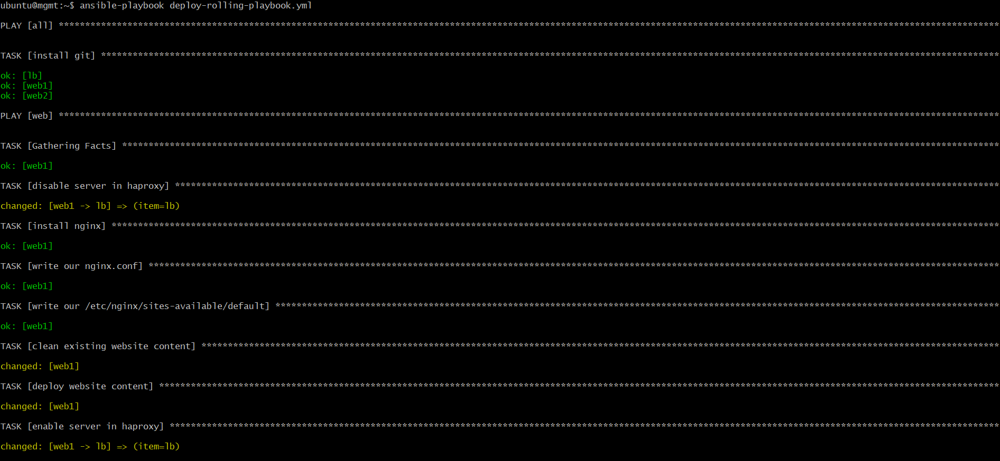 ubuntu@mgmt:~$ ansible-playbook deploy-rolling-playbook.yml
PLAY [all] **********************************************************************************************************************************************************************************
TASK [install git] **************************************************************************************************************************************************************************
ok: [lb]
ok: [web1]
ok: [web2]
PLAY [web] **********************************************************************************************************************************************************************************
TASK [Gathering Facts] **********************************************************************************************************************************************************************
ok: [web1]
TASK [disable server in haproxy] ************************************************************************************************************************************************************
changed: [web1 -> lb] => (item=lb)
TASK [install nginx] ************************************************************************************************************************************************************************
ok: [web1]
TASK [write our nginx.conf] *****************************************************************************************************************************************************************
ok: [web1]
TASK [write our /etc/nginx/sites-available/default] *****************************************************************************************************************************************
ok: [web1]
TASK [clean existing website content] *******************************************************************************************************************************************************
changed: [web1]
TASK [deploy website content] ***************************************************************************************************************************************************************
changed: [web1]
TASK [enable server in haproxy] *************************************************************************************************************************************************************
changed: [web1 -> lb] => (item=lb)